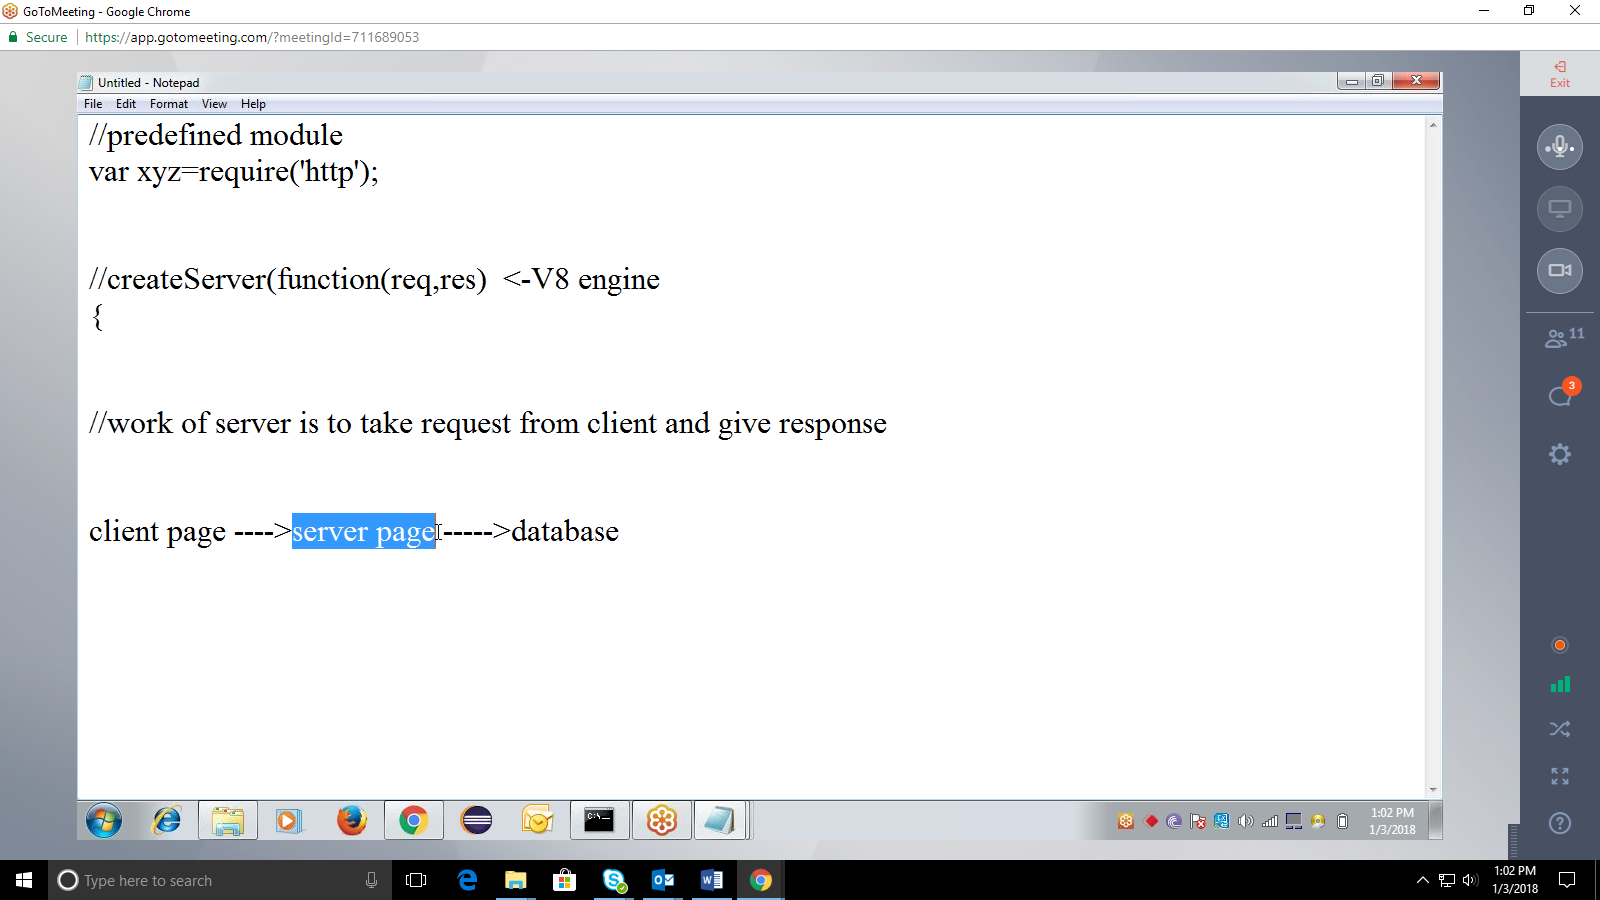 GoToMeeting - Google Chrome
Secure https://app.gotomeeting.com/?meetingId=711689053
Untitled - Notepad
Exit
File Edit Format View Help
//predefined module
var xyz=require('http');
//createServer(function(req,res)  <-V8 engine
{
//work of server is to take request from client and give response
client page ---->server page ----->database
11
3
C:\_
1:02 PM
1/3/2018
Type here to search
1:02 PM
1/3/2018